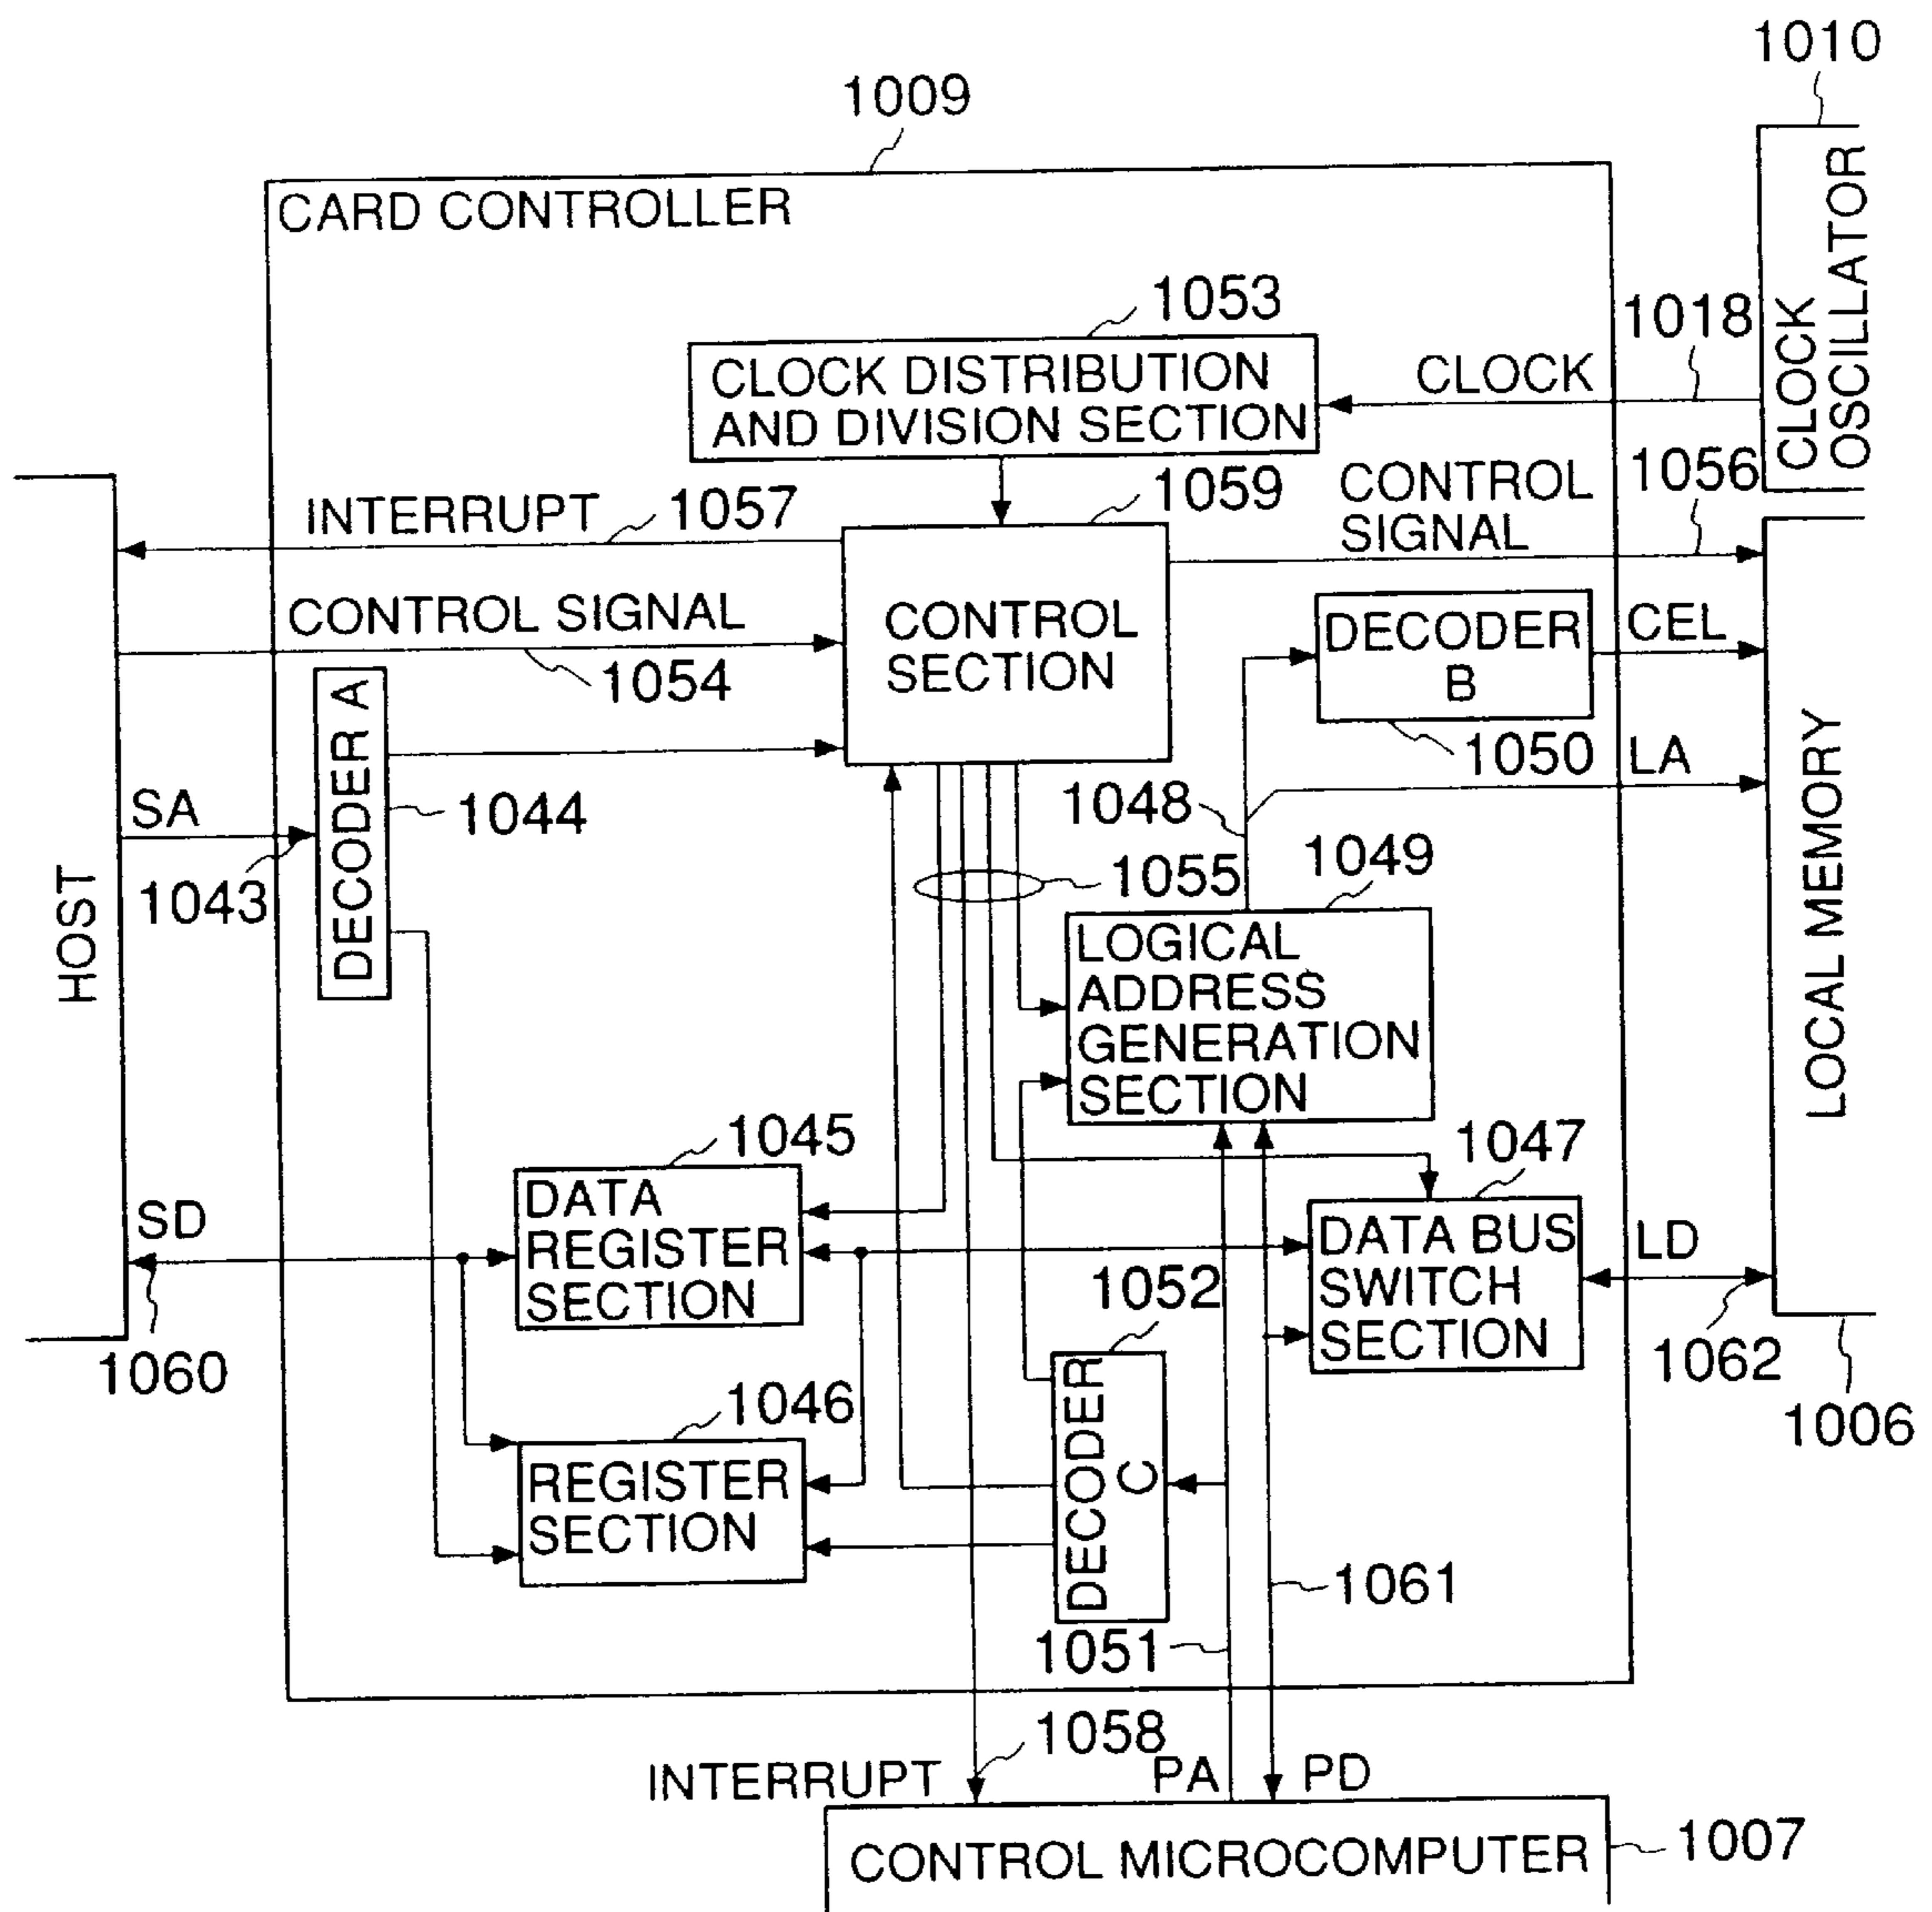 1010
1009
CARD CONTROLLER
CLOCK
OSCILLATOR
1053
1018
CLOCK DISTRIBUTION
AND DIVISION SECTION
CLOCK
1056
CONTROL
SIGNAL
1059
INTERRUPT
1057
CONTROL SIGNAL
1054
CONTROL
SECTION
DECODER
B
CEL
1050
LA
DECODER A
1044
SA
1043
HOST
1048
1055
1049
LOCAL MEMORY
LOGICAL
ADDRESS
GENERATION
SECTION
1045
1047
DATA
REGISTER
SECTION
SD
1060
DATA BUS
SWITCH
SECTION
LD
1062
1052
1006
1046
REGISTER
SECTION
DECODER
C
1061
1051
1058
INTERRUPT
PA
PD
CONTROL MICROCOMPUTER
1007